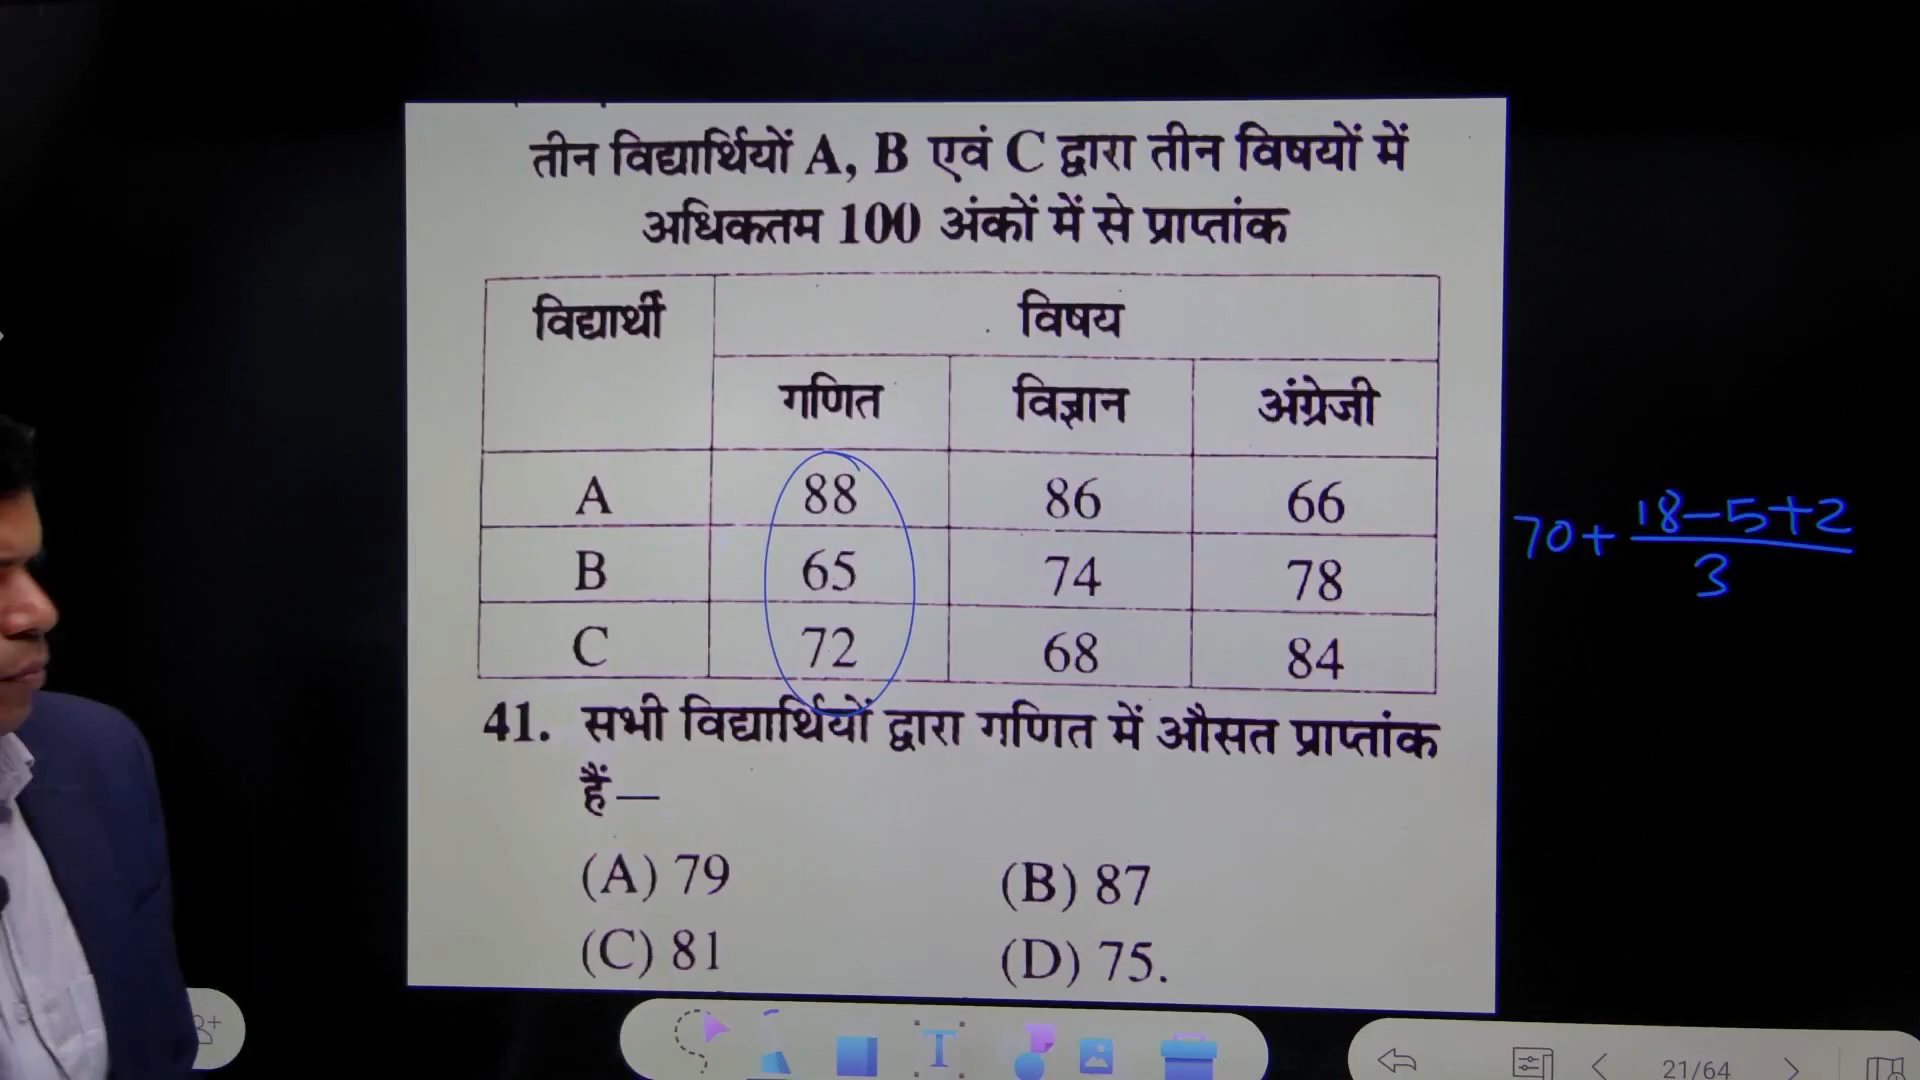 तीन विद्यार्थियों A, B एवं C द्वारा तीन विषयों में
अधिकतम 100 अंकों में से प्राप्तांक
विद्यार्थी विषय
गणित विज्ञान अंग्रेजी
A 88 86 66
B 65 74 78
C 72 68 84
70+ 18-5+2
3
41. सभी विद्यार्थियों द्वारा गणित में औसत प्राप्तांक
हैं—
(A) 79 (B) 87
(C) 81 (D) 75.
T
21/64